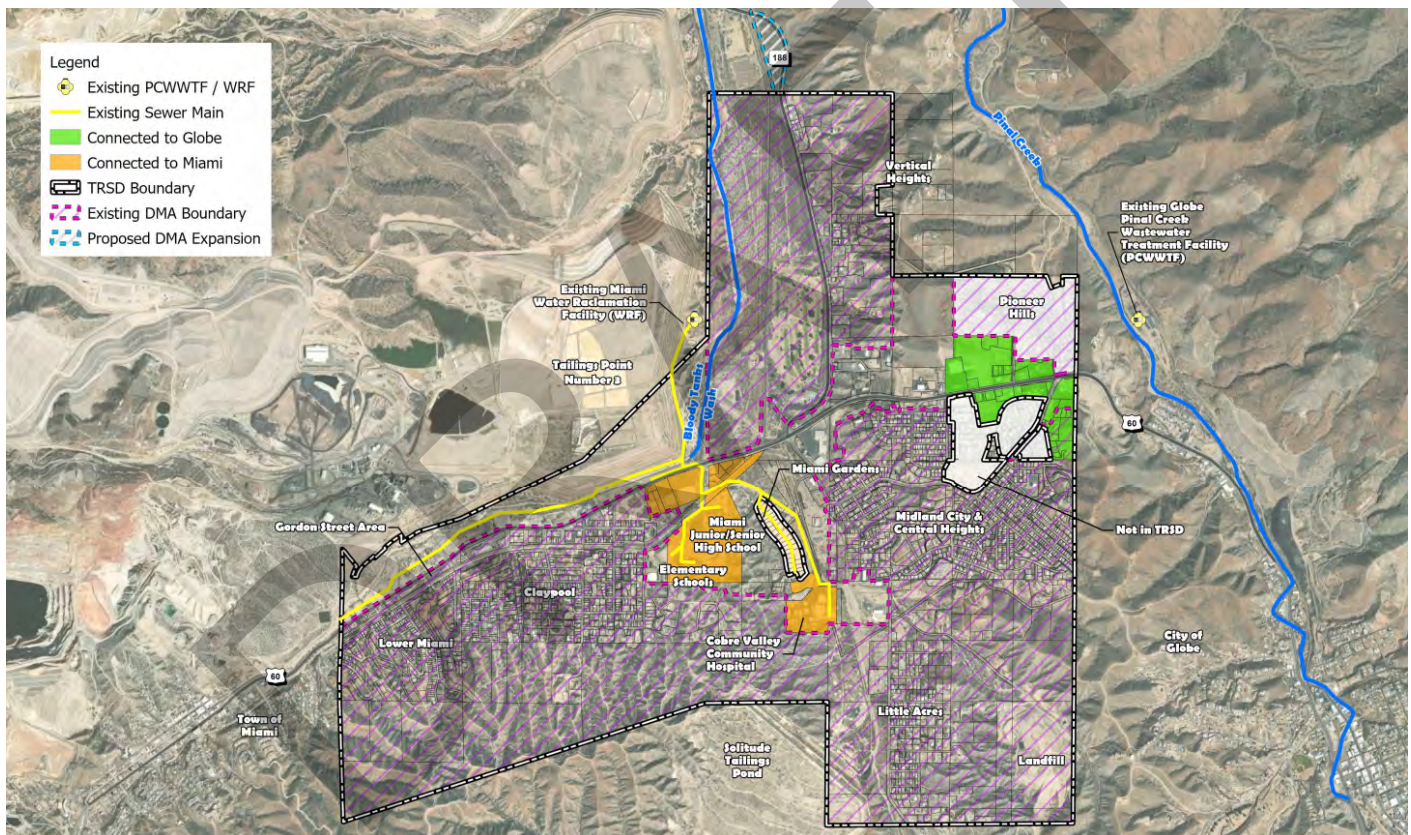 Legend
Existing PCWWTF / WRF
Existing Sewer Main
Connected to Globe
Connected to Miami
TRSD Boundary
Existing DMA Boundary
Proposed DMA Expansion
188
Pinal Creek
Vertical
Heights
Existing Globe
Pinal Creek
Wastewater
Treatment Facility
(PCWWTF)
Existing Miami
Water Reclamation
Facility (WRF)
Pioneer
Hills
Tailings Point
Number 3
Bloody Tanks
Wash
60
Miami Gardens
Gordon Street Area
Miami
Junior/Senior
High School
Midland City &
Central Heights
Not in TRSD
Elementary
Schools
Claypool
Lower Miami
Cobre Valley
Community
Hospital
City of
Globe
60
Town of
Miami
Little Acres
Solitude
Tailings
Pond
Landfill
DRAFT